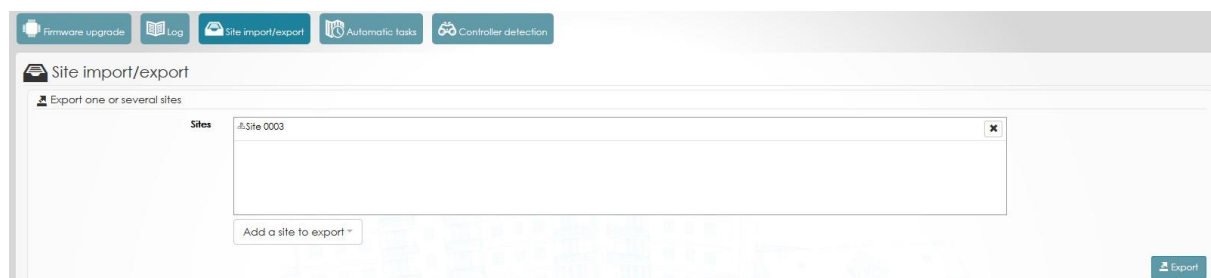 Firmware upgrade Log Site import/export Automatic tasks Controller detection
Site import/export
Export one or several sites
Sites Site 0003
Add a site to export
Export